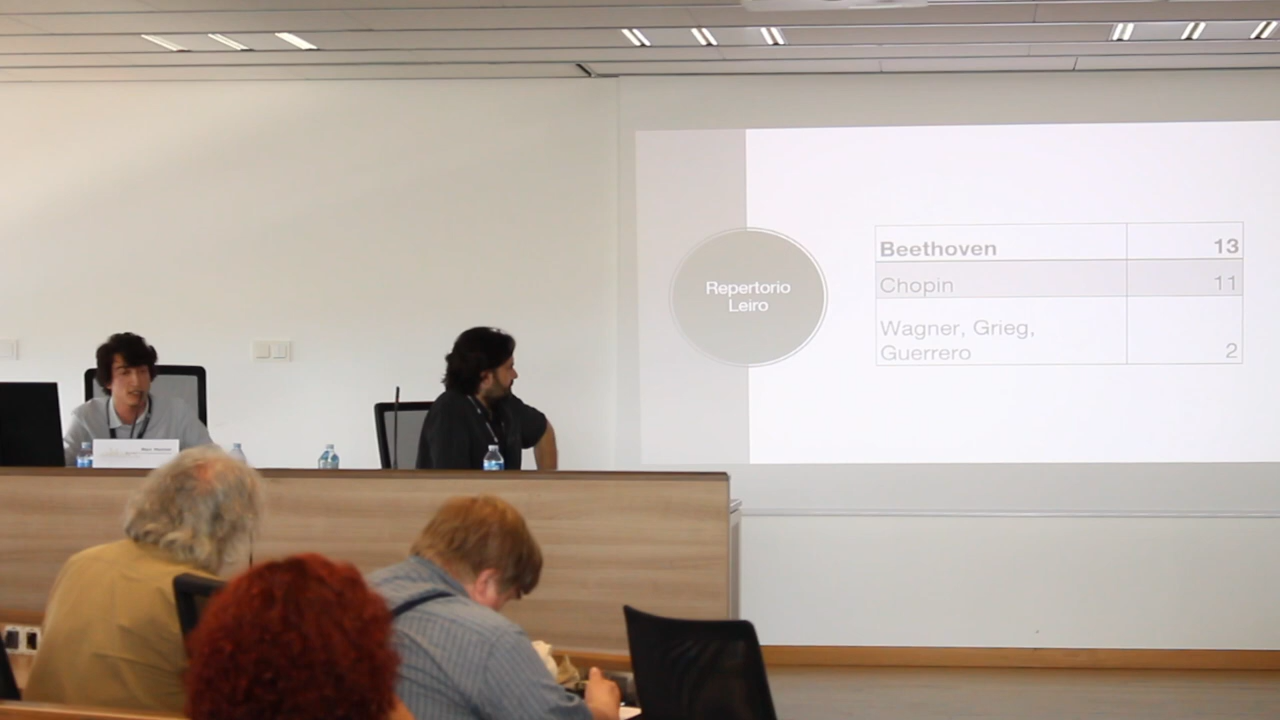 Repertorio
Leiro
Beethoven 13
Chopin 11
Wagner, Grieg,
Guerrero 2